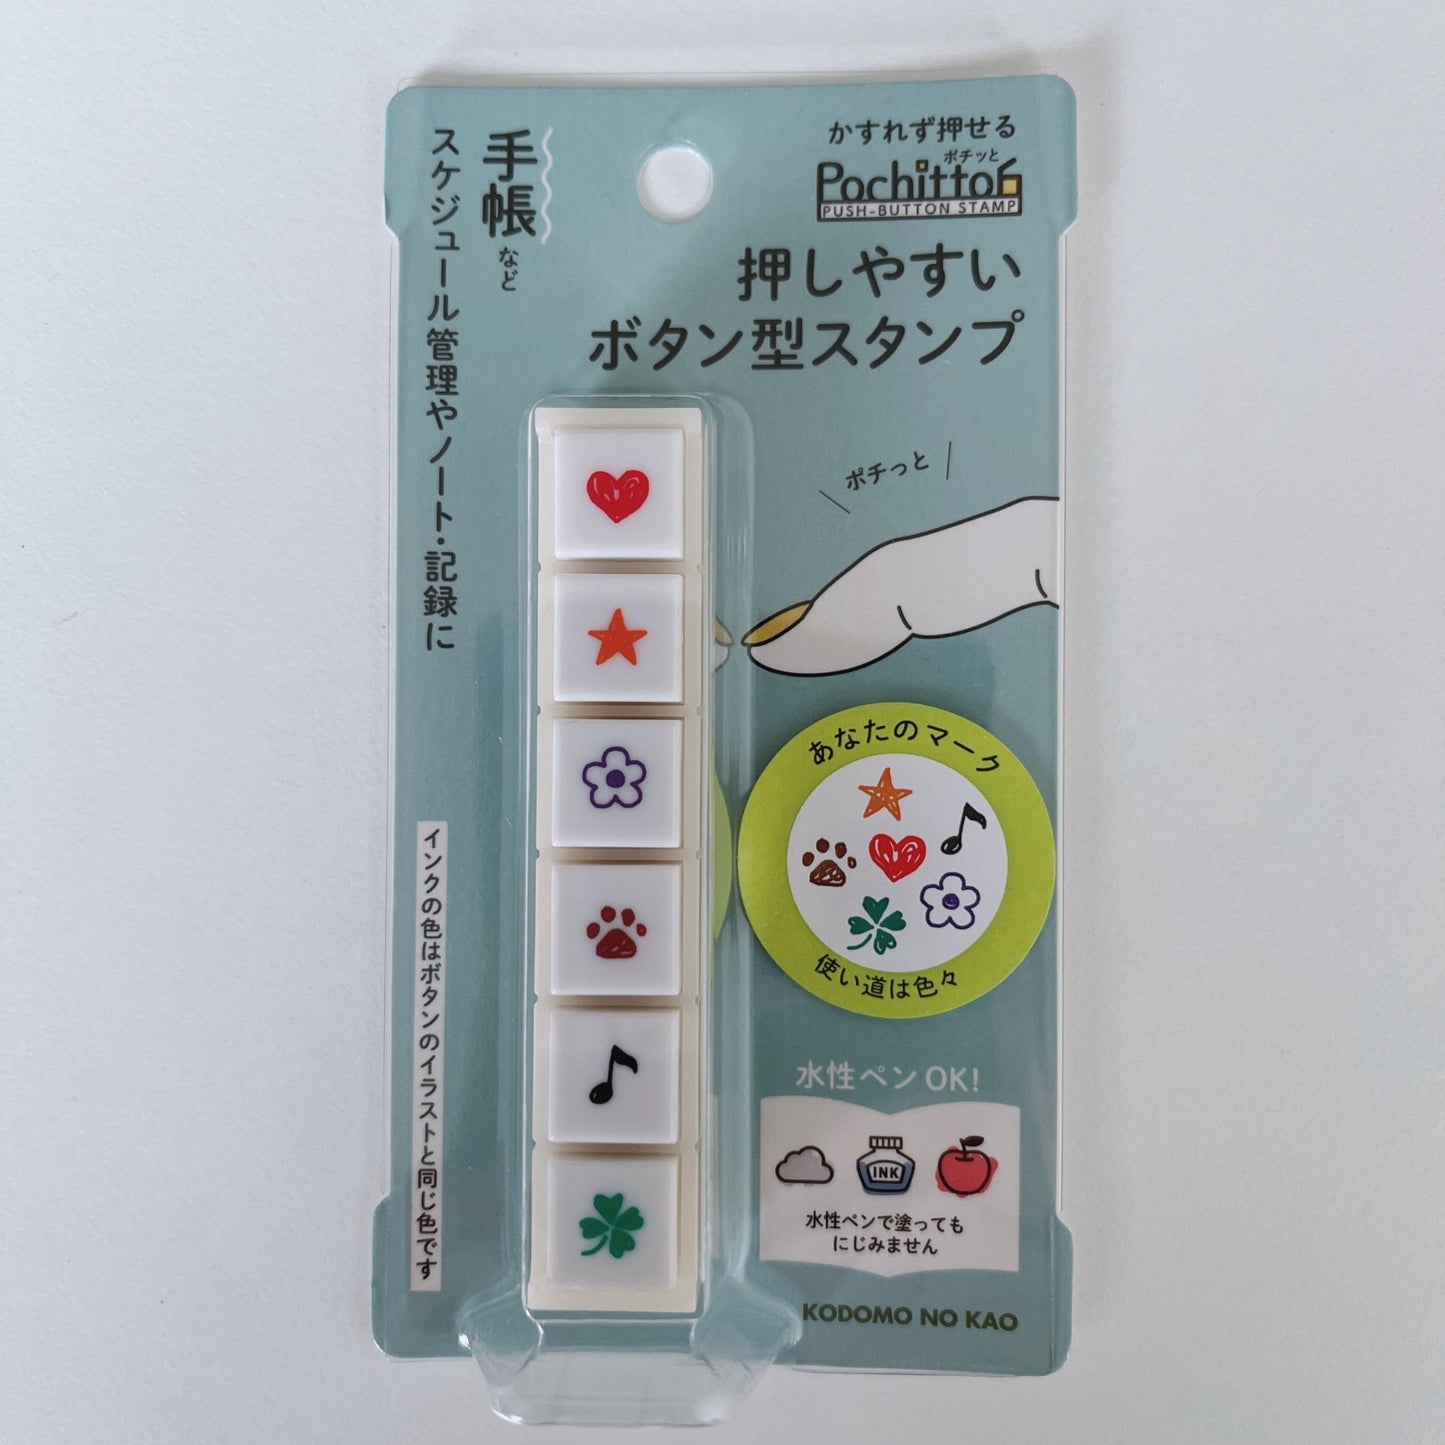 手帳など
スケジュール管理やノート・記録に
かすれず押せる
ポチッと
Pochitto6
PUSH-BUTTON STAMP
押しやすい
ボタン型スタンプ
ポチっと
あなたのマーク
使い道は色々
インクの色はボタンのイラストと同じ色です
水性ペンOK!
INK
水性ペンで塗っても
にじみません
KODOMO NO KAO